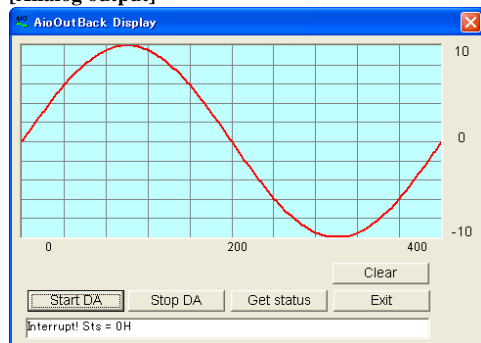 [Analog output]
AIO AioOutBack Display
10
0
-10
0 200 400
Clear
Start DA Stop DA Get status Exit
Interrupt! Sts = 0H